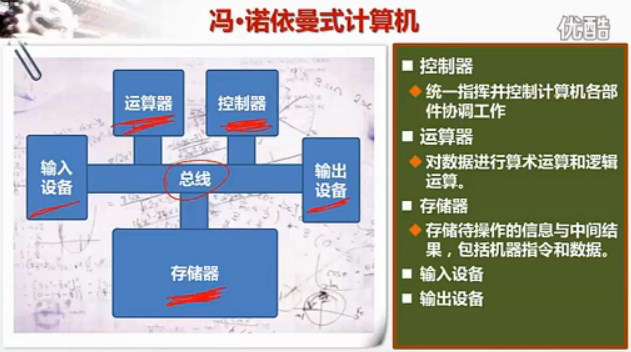 冯·诺依曼式计算机
优酷
运算器
控制器
输入
设备
总线
输出
设备
存储器
控制器
统一指挥并控制计算机各部
件协调工作
运算器
对数据进行算术运算和逻辑
运算。
存储器
存储待操作的信息与中间结
果，包括机器指令和数据。
输入设备
输出设备